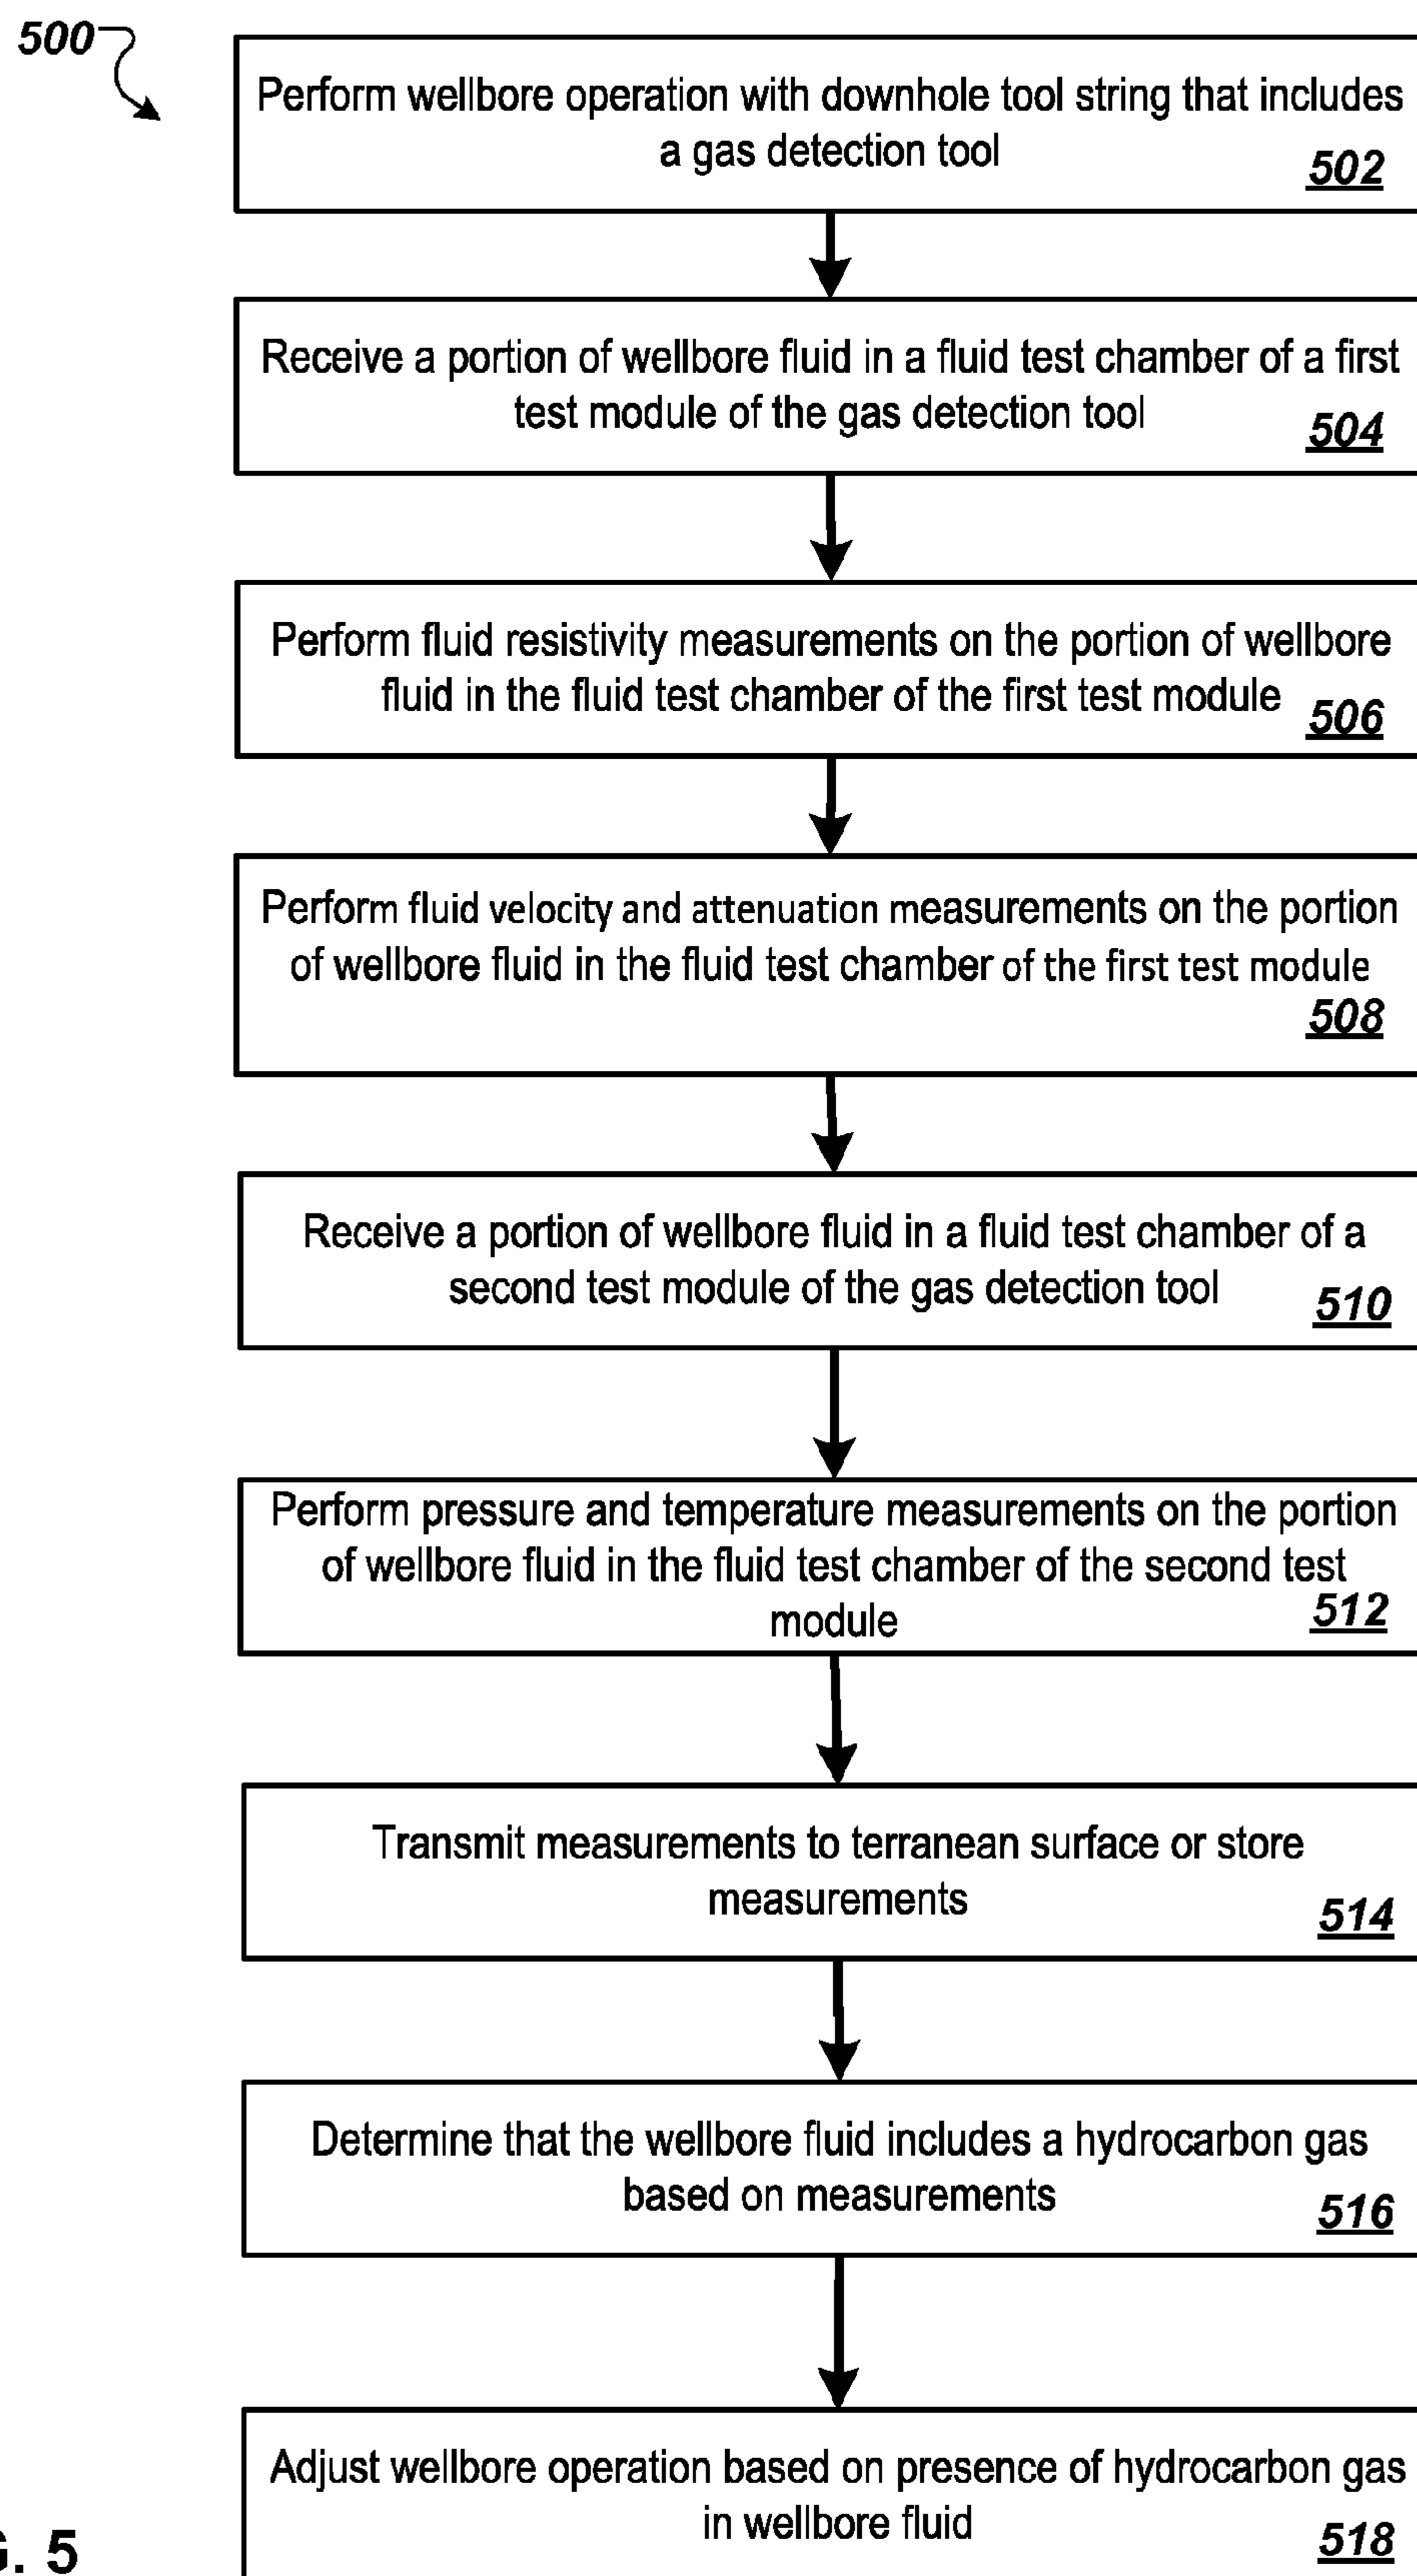 500
Perform wellbore operation with downhole tool string that includes
a gas detection tool
502
Receive a portion of wellbore fluid in a fluid test chamber of a first
test module of the gas detection tool
504
Perform fluid resistivity measurements on the portion of wellbore
fluid in the fluid test chamber of the first test module
506
Perform fluid velocity and attenuation measurements on the portion
of wellbore fluid in the fluid test chamber of the first test module
508
Receive a portion of wellbore fluid in a fluid test chamber of a
second test module of the gas detection tool
510
Perform pressure and temperature measurements on the portion
of wellbore fluid in the fluid test chamber of the second test
module
512
Transmit measurements to terranean surface or store
measurements
514
Determine that the wellbore fluid includes a hydrocarbon gas
based on measurements
516
Adjust wellbore operation based on presence of hydrocarbon gas
in wellbore fluid
518
G. 5